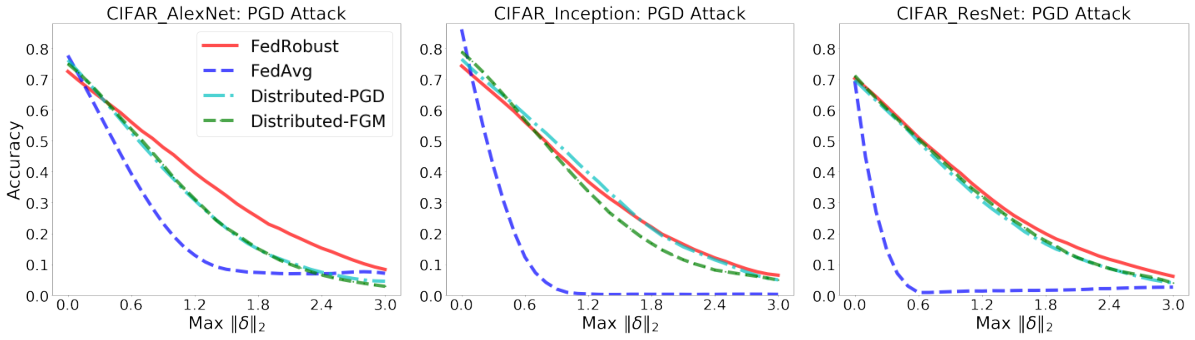 CIFAR_AlexNet: PGD Attack
FedRobust
FedAvg
Distributed-PGD
Distributed-FGM
Accuracy
0.8
0.7
0.6
0.5
0.4
0.3
0.2
0.1
0.0
0.0 0.6 1.2 1.8 2.4 3.0
Max ‖δ‖₂
CIFAR_Inception: PGD Attack
0.8
0.7
0.6
0.5
0.4
0.3
0.2
0.1
0.0
0.0 0.6 1.2 1.8 2.4 3.0
Max ‖δ‖₂
CIFAR_ResNet: PGD Attack
0.8
0.7
0.6
0.5
0.4
0.3
0.2
0.1
0.0
0.0 0.6 1.2 1.8 2.4 3.0
Max ‖δ‖₂